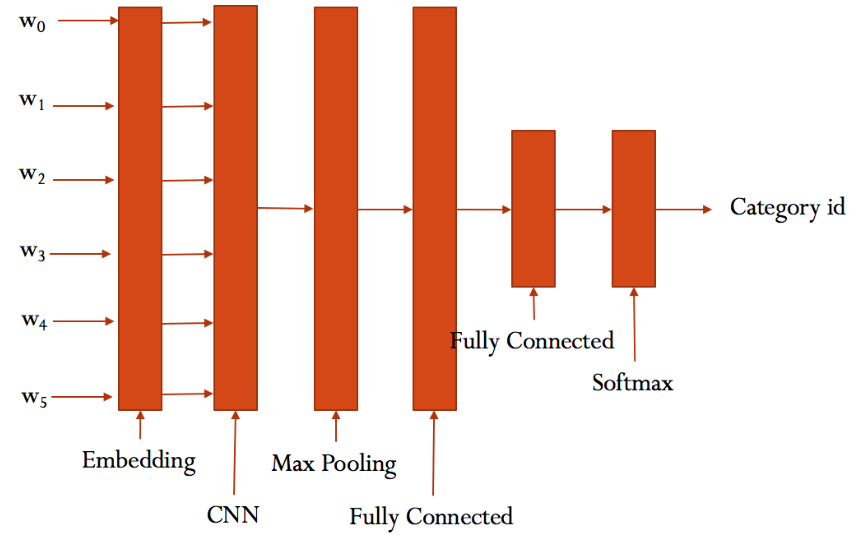 w₀
w₁
w₂
w₃
w₄
w₅
Category id
Fully Connected
Softmax
Embedding
Max Pooling
CNN
Fully Connected